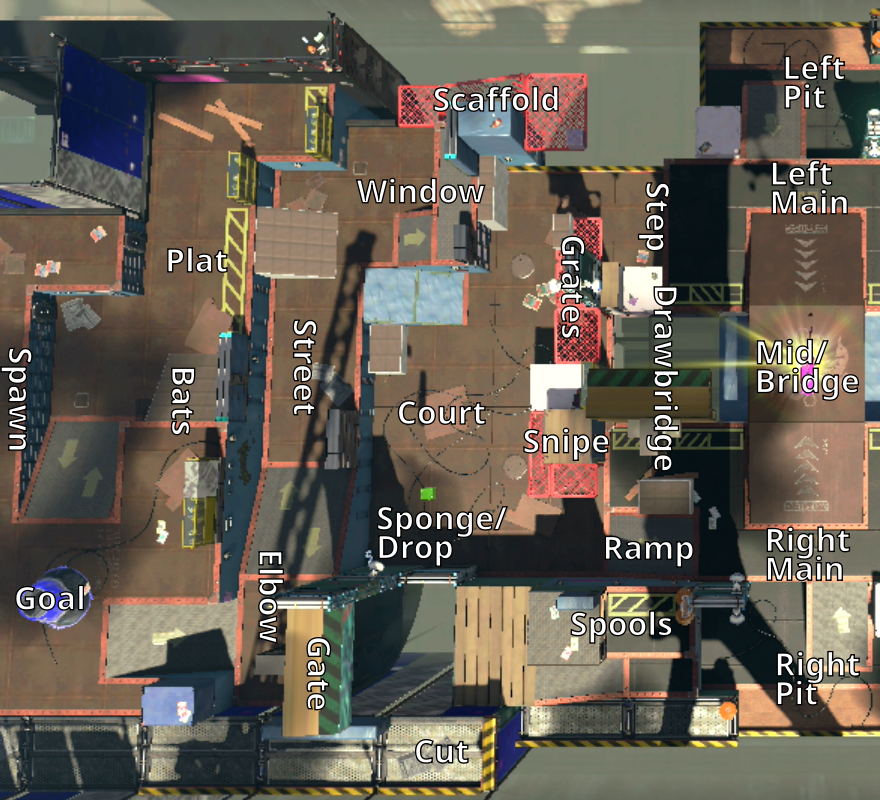 Left
Pit
Scaffold
Left
Main
Window
Step
Plat
Grates
Drawbridge
Spawn
Street
Mid/
Bridge
Bats
Court
Snipe
Sponge/
Drop
Ramp
Right
Main
Elbow
Goal
Spools
Gate
Right
Pit
Cut